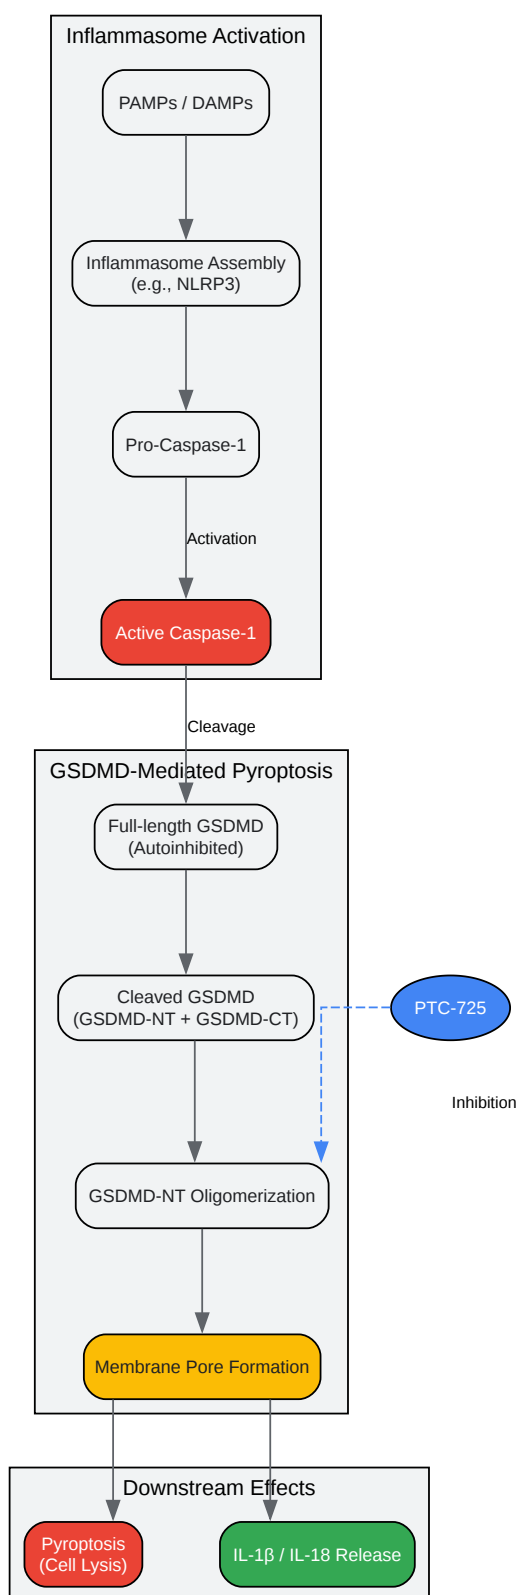 Inflammasome Activation
PAMPs / DAMPs
Inflammasome Assembly
(e.g., NLRP3)
Pro-Caspase-1
Activation
Active Caspase-1
Cleavage
GSDMD-Mediated Pyroptosis
Full-length GSDMD
(Autoinhibited)
Cleaved GSDMD
(GSDMD-NT + GSDMD-CT)
PTC-725
Inhibition
GSDMD-NT Oligomerization
Membrane Pore Formation
Downstream Effects
Pyroptosis
(Cell Lysis)
IL-1β / IL-18 Release